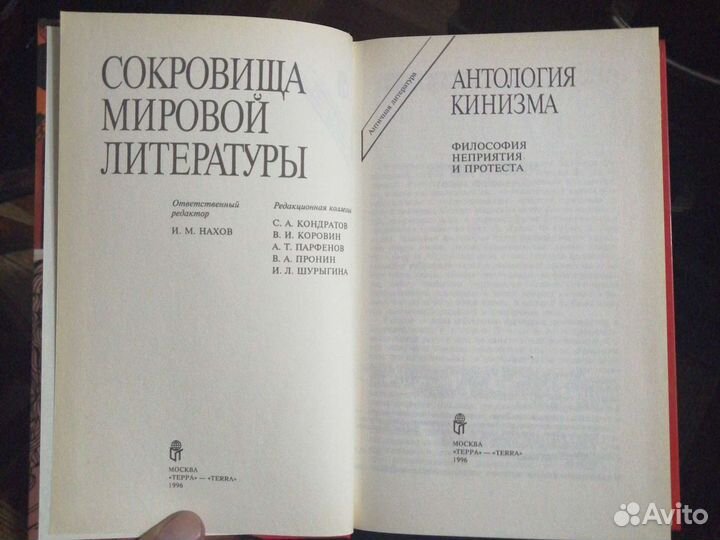 СОКРОВИЩА
МИРОВОЙ
ЛИТЕРАТУРЫ
Ответственный
редактор
И. М. НАХОВ
Редакционная
С. А. КОНДРАТОВ
В. И. КОРОВИН
А. Т. ПАРФЕНОВ
В. А. ПРОНИН
И. Л. ШУРЫГИНА
МОСКВА
«ТЕРРА» — «TERRA»
1996
Античная литература
АНТОЛОГИЯ
КИНИЗМА
ФИЛОСОФИЯ
НЕПРИЯТИЯ
И ПРОТЕСТА
МОСКВА
«ТЕРРА» — «TERRA»
1996
Avito